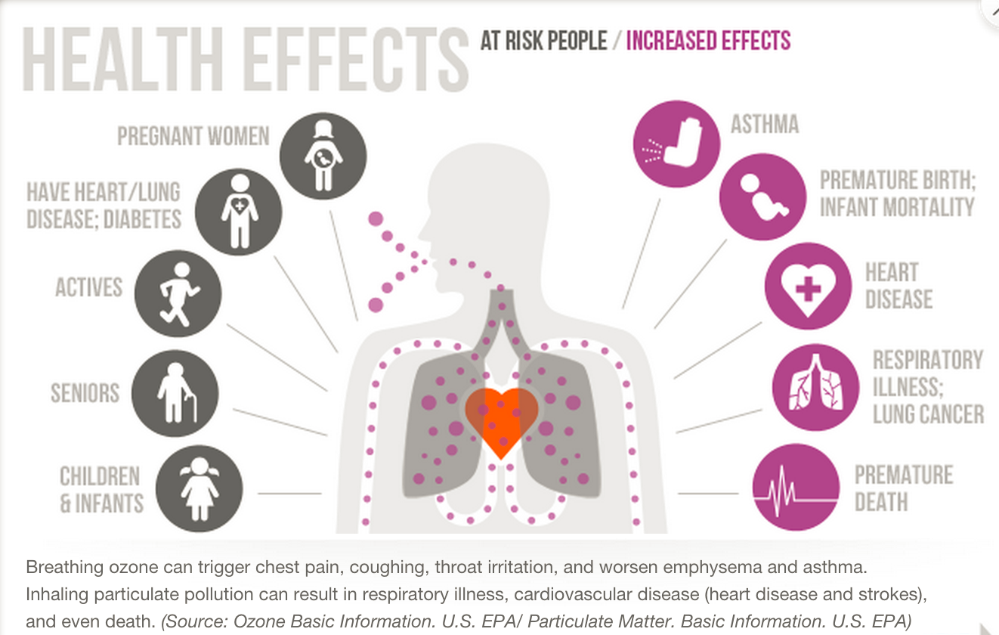 HEALTH EFFECTS
AT RISK PEOPLE / INCREASED EFFECTS
PREGNANT WOMEN
HAVE HEART/LUNG
DISEASE; DIABETES
ACTIVES
SENIORS
CHILDREN
& INFANTS
ASTHMA
PREMATURE BIRTH;
INFANT MORTALITY
HEART
DISEASE
RESPIRATORY
ILLNESS;
LUNG CANCER
PREMATURE
DEATH
Breathing ozone can trigger chest pain, coughing, throat irritation, and worsen emphysema and asthma.
Inhaling particulate pollution can result in respiratory illness, cardiovascular disease (heart disease and strokes),
and even death. (Source: Ozone Basic Information. U.S. EPA/ Particulate Matter. Basic Information. U.S. EPA)